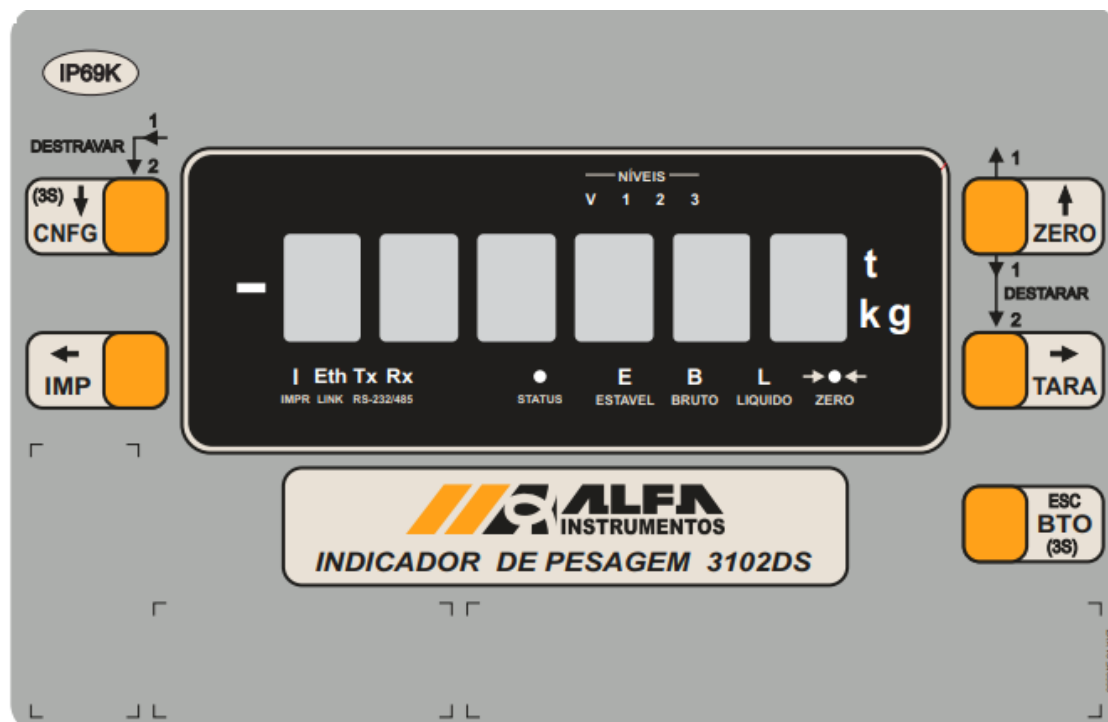 IP69K
1
DESTRAVAR
2
(3S)
CNFG
IMP
NÍVEIS
V 1 2 3
t
kg
I Eth Tx Rx E B L
IMPR LINK RS-232/485 STATUS ESTAVEL BRUTO LIQUIDO ZERO
1
ZERO
1
DESTARAR
2
TARA
ESC
BTO
(3S)
ALFA
INSTRUMENTOS
INDICADOR DE PESAGEM 3102DS